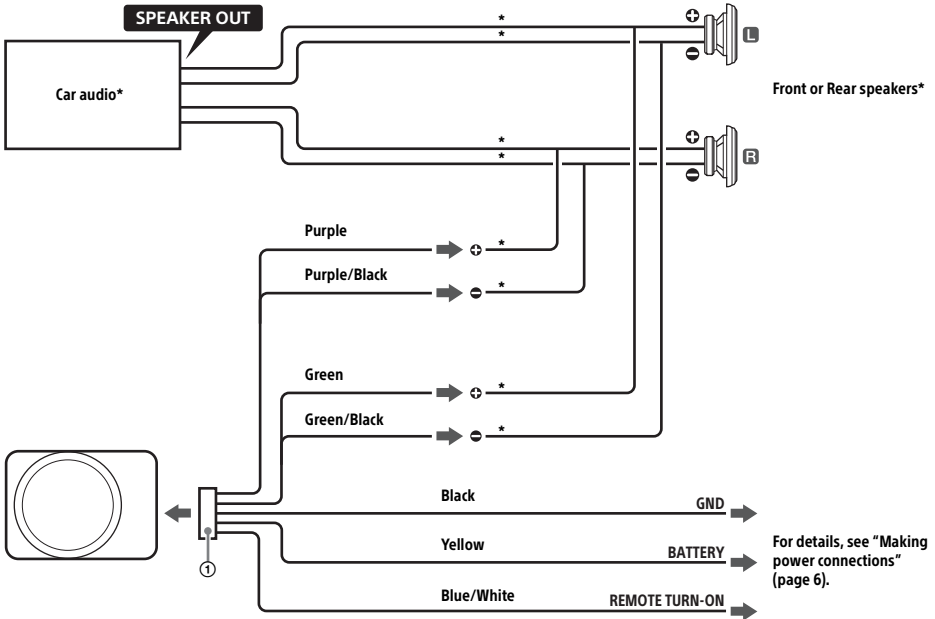 SPEAKER OUT
Car audio*
*
*
L
Front or Rear speakers*
*
*
R
Purple
*
Purple/Black
*
Green
*
Green/Black
*
Black
GND
Yellow
BATTERY
For details, see “Making
power connections”
(page 6).
①
Blue/White
REMOTE TURN-ON